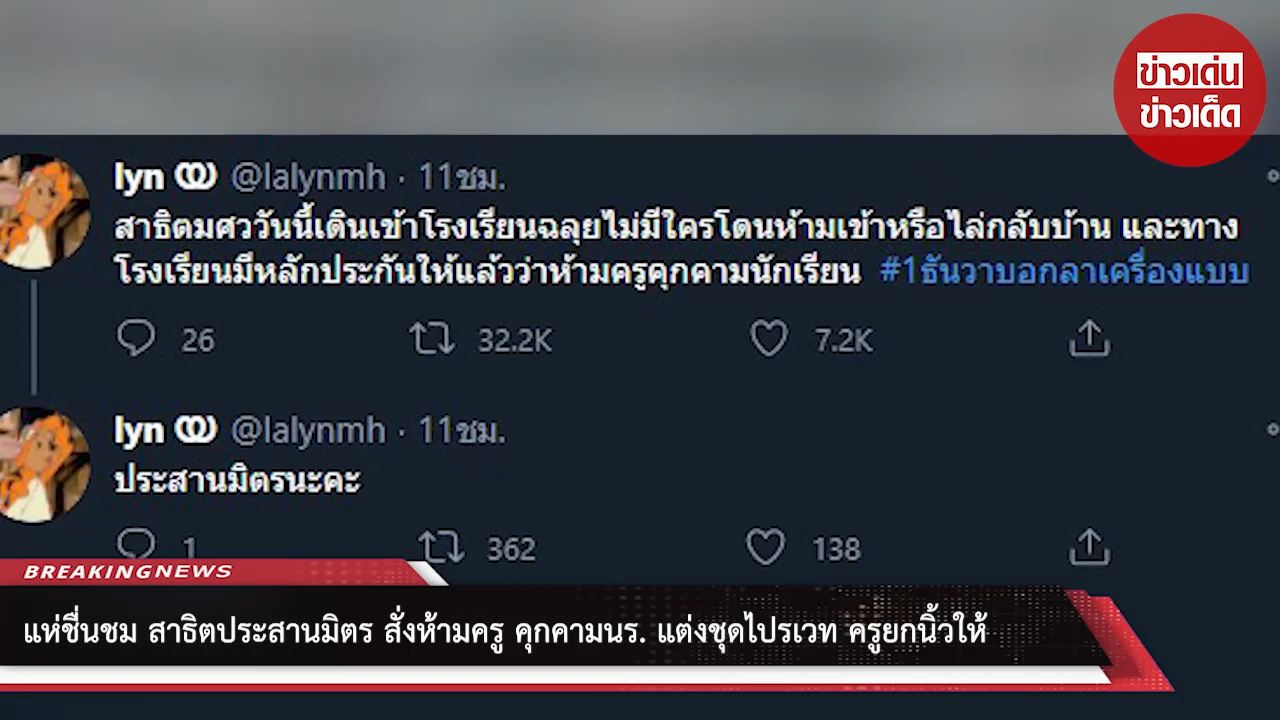 ข่าวเด่น
ข่าวเด็ด
lyn @lalynmh · 11ชม.
สาธิตมศววันนี้เดินเข้าโรงเรียนฉลุยไม่มีใครโดนห้ามเข้าหรือไล่กลับบ้าน และทาง
โรงเรียนมีหลักประกันให้แล้วว่าห้ามครูคุกคามนักเรียน #1ธันวาบอกลาเครื่องแบบ
26 32.2K 7.2K
lyn @lalynmh · 11ชม.
ประสานมิตรนะคะ
1 362 138
BREAKINGNEWS
แห่ชื่นชม สาธิตประสานมิตร สั่งห้ามครู คุกคามนร. แต่งชุดไปรเวท ครูยกนิ้วให้